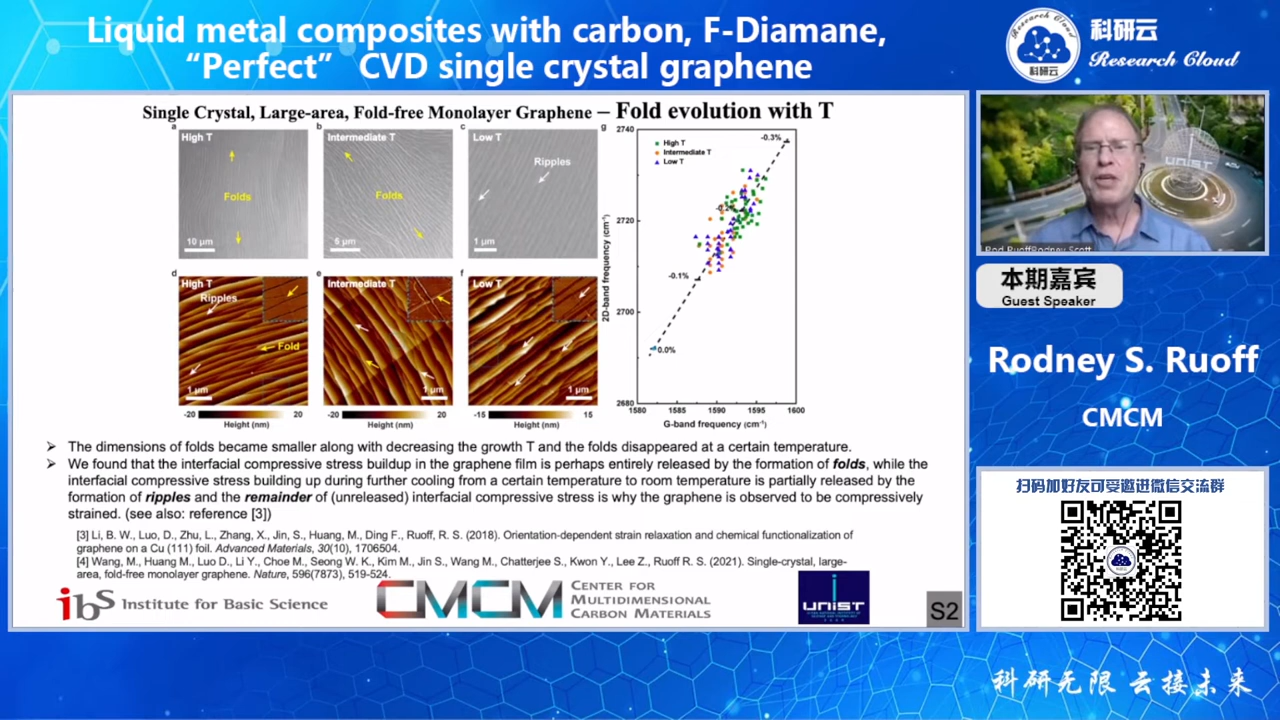 Liquid metal composites with carbon, F-Diamane,
“Perfect” CVD single crystal graphene
Research Cloud
科研云
科研云
Research Cloud
Single Crystal, Large-area, Fold-free Monolayer Graphene – Fold evolution with T
a
High T
Folds
10 μm
b
Intermediate T
Folds
c
Low T
Ripples
1 μm
d
High T
Ripples
Fold
1 μm
e
Intermediate T
1 μm
f
Low T
1 μm
-20
20
Height (nm)
-20
20
Height (nm)
-15
15
Height (nm)
g
2740
2720
2700
2680
2D-band frequency (cm⁻¹)
High T
Intermediate T
Low T
-0.3%
-0.1%
0.0%
1580
1585
1590
1595
1600
G-band frequency (cm⁻¹)
➢ The dimensions of folds became smaller along with decreasing the growth T and the folds disappeared at a certain temperature.
➢ We found that the interfacial compressive stress buildup in the graphene film is perhaps entirely released by the formation of folds, while the
interfacial compressive stress building up during further cooling from a certain temperature to room temperature is partially released by the
formation of ripples and the remainder of (unreleased) interfacial compressive stress is why the graphene is observed to be compressively
strained. (see also: reference [3])
[3] Li, B. W., Luo, D., Zhu, L., Zhang, X., Jin, S., Huang, M., Ding F., Ruoff, R. S. (2018). Orientation-dependent strain relaxation and chemical functionalization of
graphene on a Cu (111) foil. Advanced Materials, 30(10), 1706504.
[4] Wang, M., Huang M., Luo D., Li Y., Choe M., Seong W. K., Kim M., Jin S., Wang M., Chatterjee S., Kwon Y., Lee Z., Ruoff R. S. (2021). Single-crystal, large-
area, fold-free monolayer graphene. Nature, 596(7873), 519-524.
ibs Institute for Basic Science
CMCM
CENTER FOR
MULTIDIMENSIONAL
CARBON MATERIALS
UNIST
S2
UNIST
本期嘉宾
Guest Speaker
Rodney S. Ruoff
CMCM
扫码加好友可受邀进微信交流群
科研无限 云接未来